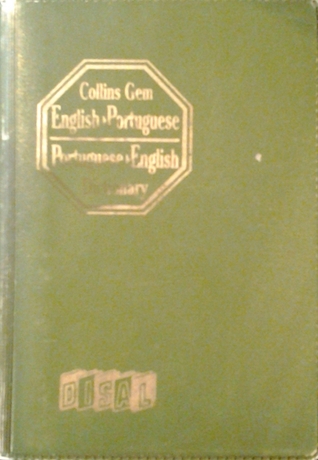 Collins Gem
English Portuguese
Portuguese English
Dictionary
DISAL